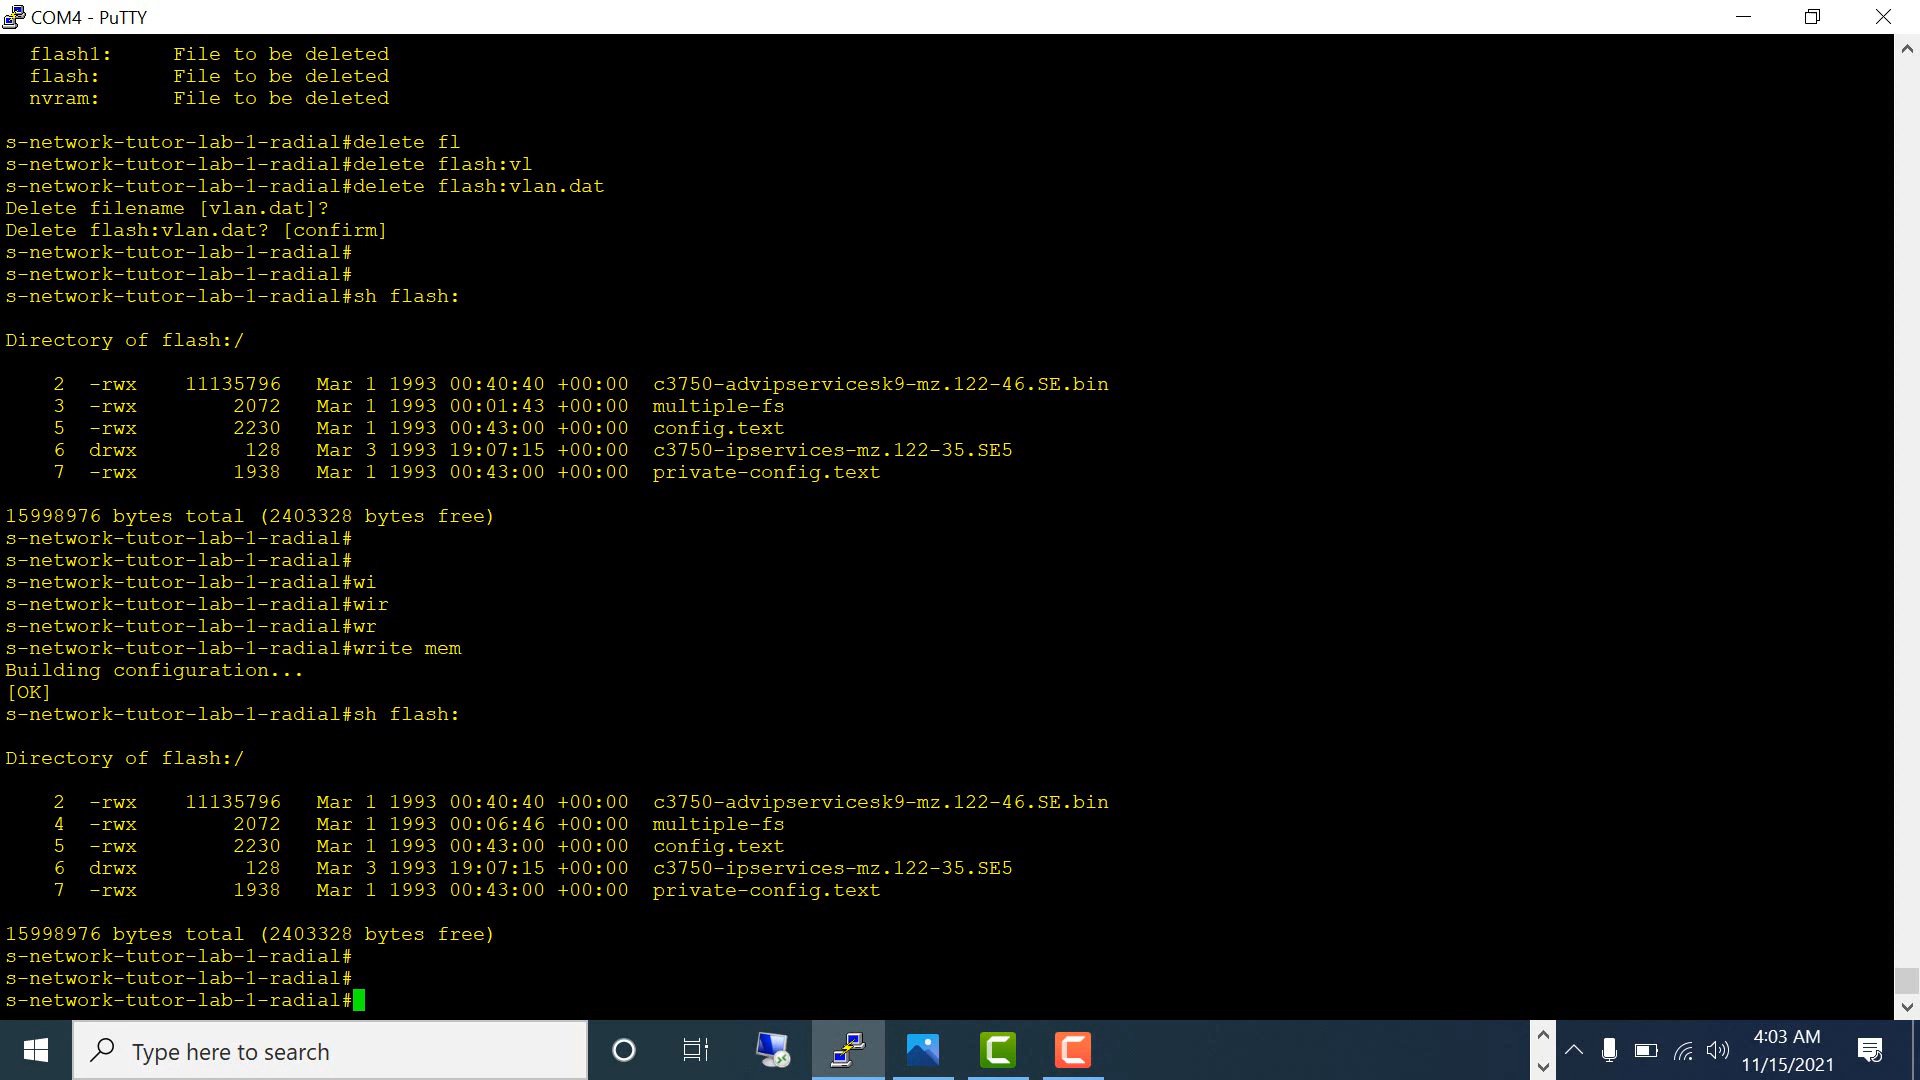 COM4 - PuTTY
flash1: File to be deleted
flash: File to be deleted
nvram: File to be deleted
s-network-tutor-lab-1-radial#delete fl
s-network-tutor-lab-1-radial#delete flash:vl
s-network-tutor-lab-1-radial#delete flash:vlan.dat
Delete filename [vlan.dat]?
Delete flash:vlan.dat? [confirm]
s-network-tutor-lab-1-radial#
s-network-tutor-lab-1-radial#
s-network-tutor-lab-1-radial#sh flash:
Directory of flash:/
2 -rwx 11135796 Mar 1 1993 00:40:40 +00:00 c3750-advipservicesk9-mz.122-46.SE.bin
3 -rwx 2072 Mar 1 1993 00:01:43 +00:00 multiple-fs
5 -rwx 2230 Mar 1 1993 00:43:00 +00:00 config.text
6 drwx 128 Mar 3 1993 19:07:15 +00:00 c3750-ipservices-mz.122-35.SE5
7 -rwx 1938 Mar 1 1993 00:43:00 +00:00 private-config.text
15998976 bytes total (2403328 bytes free)
s-network-tutor-lab-1-radial#
s-network-tutor-lab-1-radial#
s-network-tutor-lab-1-radial#wi
s-network-tutor-lab-1-radial#wir
s-network-tutor-lab-1-radial#wr
s-network-tutor-lab-1-radial#write mem
Building configuration...
[OK]
s-network-tutor-lab-1-radial#sh flash:
Directory of flash:/
2 -rwx 11135796 Mar 1 1993 00:40:40 +00:00 c3750-advipservicesk9-mz.122-46.SE.bin
4 -rwx 2072 Mar 1 1993 00:06:46 +00:00 multiple-fs
5 -rwx 2230 Mar 1 1993 00:43:00 +00:00 config.text
6 drwx 128 Mar 3 1993 19:07:15 +00:00 c3750-ipservices-mz.122-35.SE5
7 -rwx 1938 Mar 1 1993 00:43:00 +00:00 private-config.text
15998976 bytes total (2403328 bytes free)
s-network-tutor-lab-1-radial#
s-network-tutor-lab-1-radial#
s-network-tutor-lab-1-radial#
Type here to search
4:03 AM
11/15/2021